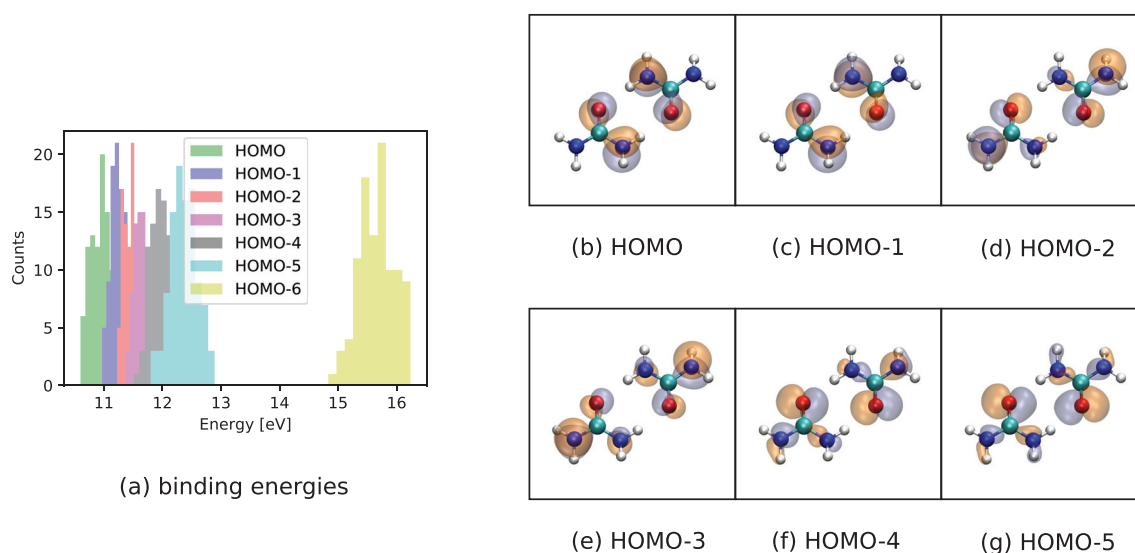 20
15
10
5
0
Counts
HOMO
HOMO-1
HOMO-2
HOMO-3
HOMO-4
HOMO-5
HOMO-6
11 12 13 14 15 16
Energy [eV]
(a) binding energies
(b) HOMO
(c) HOMO-1
(d) HOMO-2
(e) HOMO-3
(f) HOMO-4
(g) HOMO-5